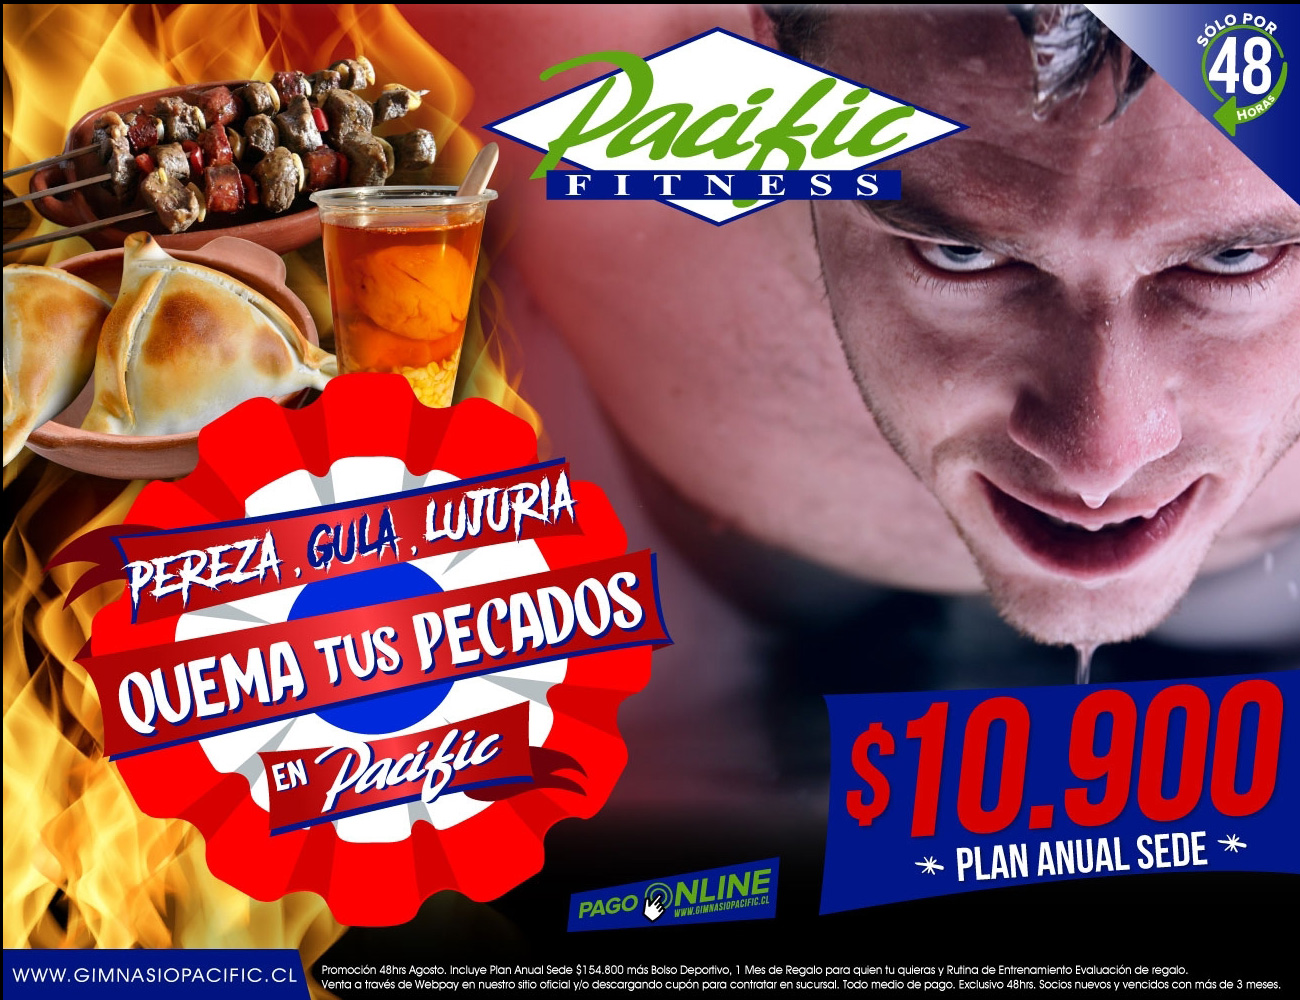 SÓLO POR
48
HORAS
Pacific
FITNESS
PEREZA, GULA, LUJURIA
QUEMA TUS PECADOS
EN Pacific
$10.900
* PLAN ANUAL SEDE *
PAGO ONLINE
WWW.GIMNASIOPACIFIC.CL
WWW.GIMNASIOPACIFIC.CL
Promoción 48hrs Agosto. Incluye Plan Anual Sede $154.800 más Bolso Deportivo, 1 Mes de Regalo para quien tu quieras y Rutina de Entrenamiento Evaluación de regalo.
Venta a través de Webpay en nuestro sitio oficial y/o descargando cupón para contratar en sucursal. Todo medio de pago. Exclusivo 48hrs. Socios nuevos y vencidos con más de 3 meses.